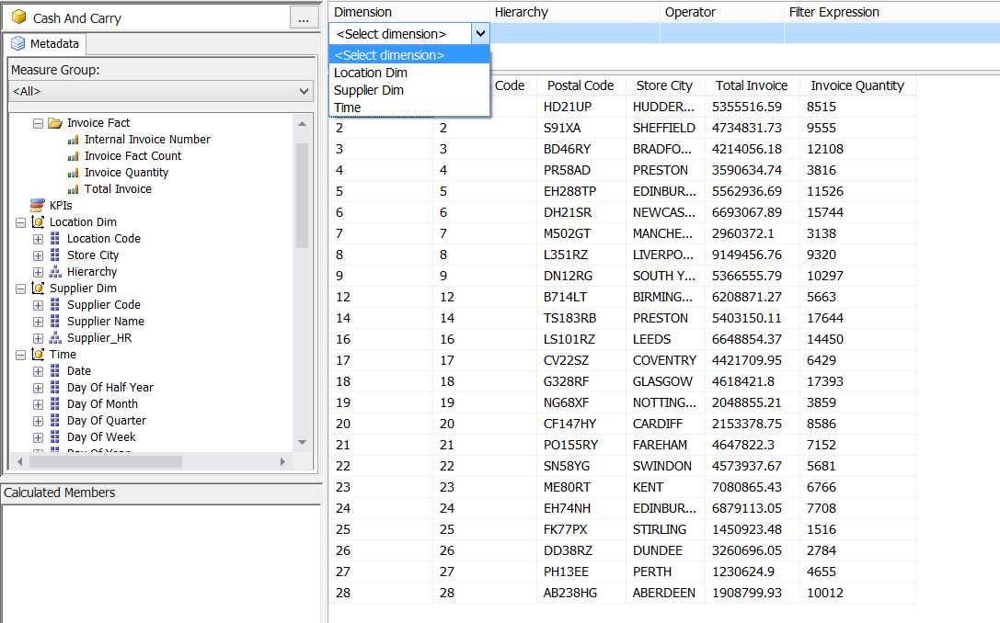 Cash And Carry
...
Metadata
Measure Group:
<All>
Invoice Fact
Internal Invoice Number
Invoice Fact Count
Invoice Quantity
Total Invoice
KPIs
Location Dim
Location Code
Store City
Hierarchy
Supplier Dim
Supplier Code
Supplier Name
Supplier_HR
Time
Date
Day Of Half Year
Day Of Month
Day Of Quarter
Day Of Week
Day Of Year
Calculated Members
Dimension Hierarchy Operator Filter Expression
<Select dimension>
<Select dimension>
Location Dim
Supplier Dim
Time
Code Postal Code Store City Total Invoice Invoice Quantity
HD21UP HUDDER... 5355516.59 8515
2 2 S91XA SHEFFIELD 4734831.73 9555
3 3 BD46RY BRADFO... 4214056.18 12108
4 4 PR58AD PRESTON 3590634.74 3816
5 5 EH288TP EDINBUR... 5562936.69 11526
6 6 DH21SR NEWCAS... 6693067.89 15744
7 7 M502GT MANCHE... 2960372.1 3138
8 8 L351RZ LIVERPO... 9149456.76 9320
9 9 DN12RG SOUTH Y... 5366555.79 10297
12 12 B714LT BIRMING... 6208871.27 5663
14 14 TS183RB PRESTON 5403150.11 17644
16 16 LS101RZ LEEDS 6648854.37 14450
17 17 CV22SZ COVENTRY 4421709.95 6429
18 18 G328RF GLASGOW 4618421.8 17393
19 19 NG68XF NOTTING... 2048855.21 3859
20 20 CF147HY CARDIFF 2153378.75 8586
21 21 PO155RY FAREHAM 4647822.3 7152
22 22 SN58YG SWINDON 4573937.67 5681
23 23 ME80RT KENT 7080865.43 6766
24 24 EH74NH EDINBUR... 6879113.05 7708
25 25 FK77PX STIRLING 1450923.48 1516
26 26 DD38RZ DUNDEE 3260696.05 2784
27 27 PH13EE PERTH 1230624.9 4655
28 28 AB238HG ABERDEEN 1908799.93 10012